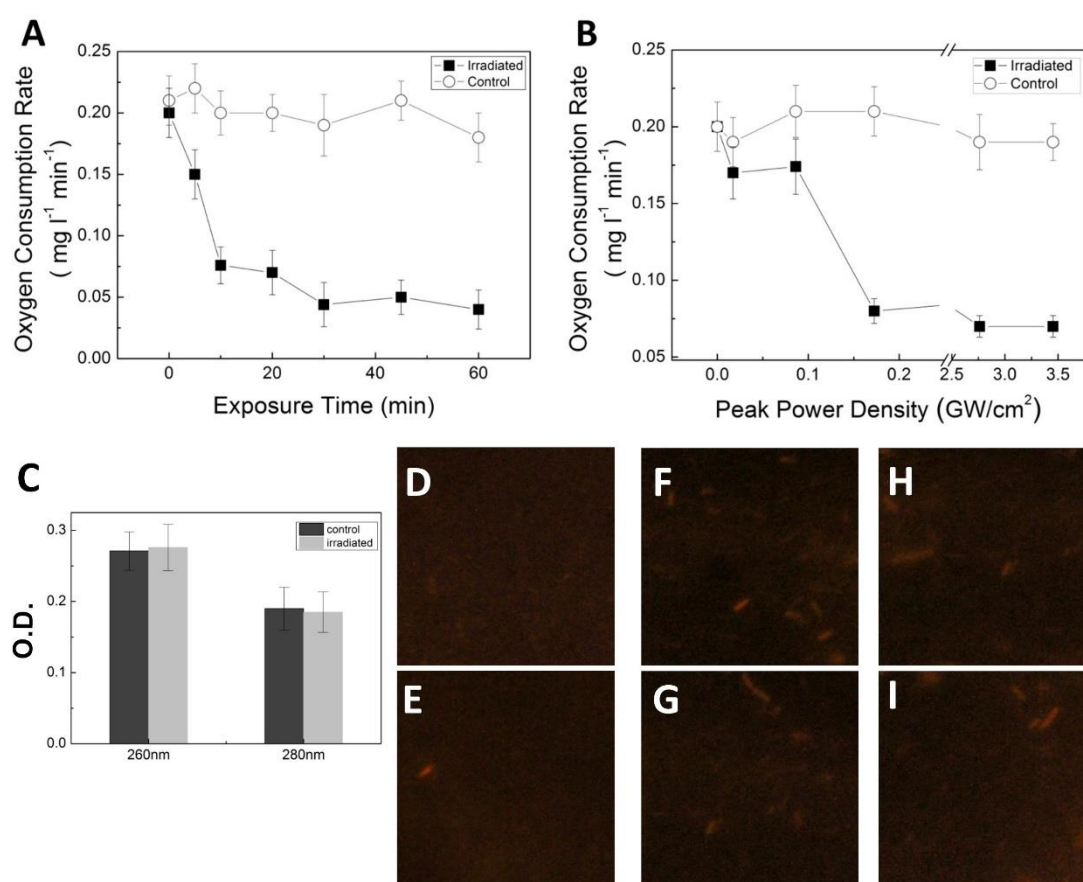 A
Oxygen Consumption Rate
( mg l⁻¹ min⁻¹)
0.25
0.20
0.15
0.10
0.05
0.00
Irradiated
Control
0
20
40
60
Exposure Time (min)
B
Oxygen Consumption Rate
( mg l⁻¹ min⁻¹)
0.25
0.20
0.15
0.10
0.05
Irradiated
Control
0.0
0.1
0.2
2.5
3.0
3.5
Peak Power Density (GW/cm²)
C
O.D.
0.3
0.2
0.1
0.0
control
irradiated
260nm
280nm
D
F
H
E
G
I